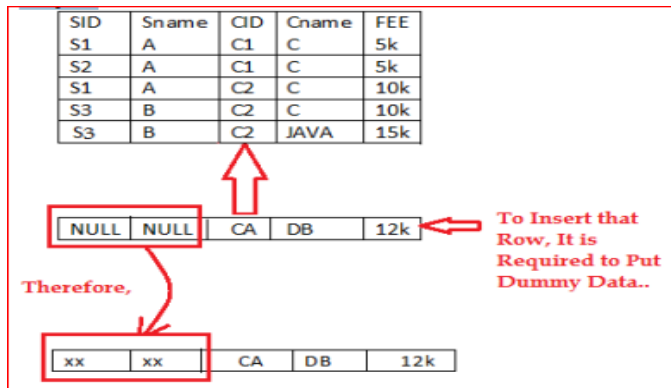 SID Sname CID Cname FEE
S1 A C1 C 5k
S2 A C1 C 5k
S1 A C2 C 10k
S3 B C2 C 10k
S3 B C2 JAVA 15k
NULL NULL CA DB 12k
To Insert that
Row, It is
Required to Put
Dummy Data..
Therefore,
xx xx CA DB 12k